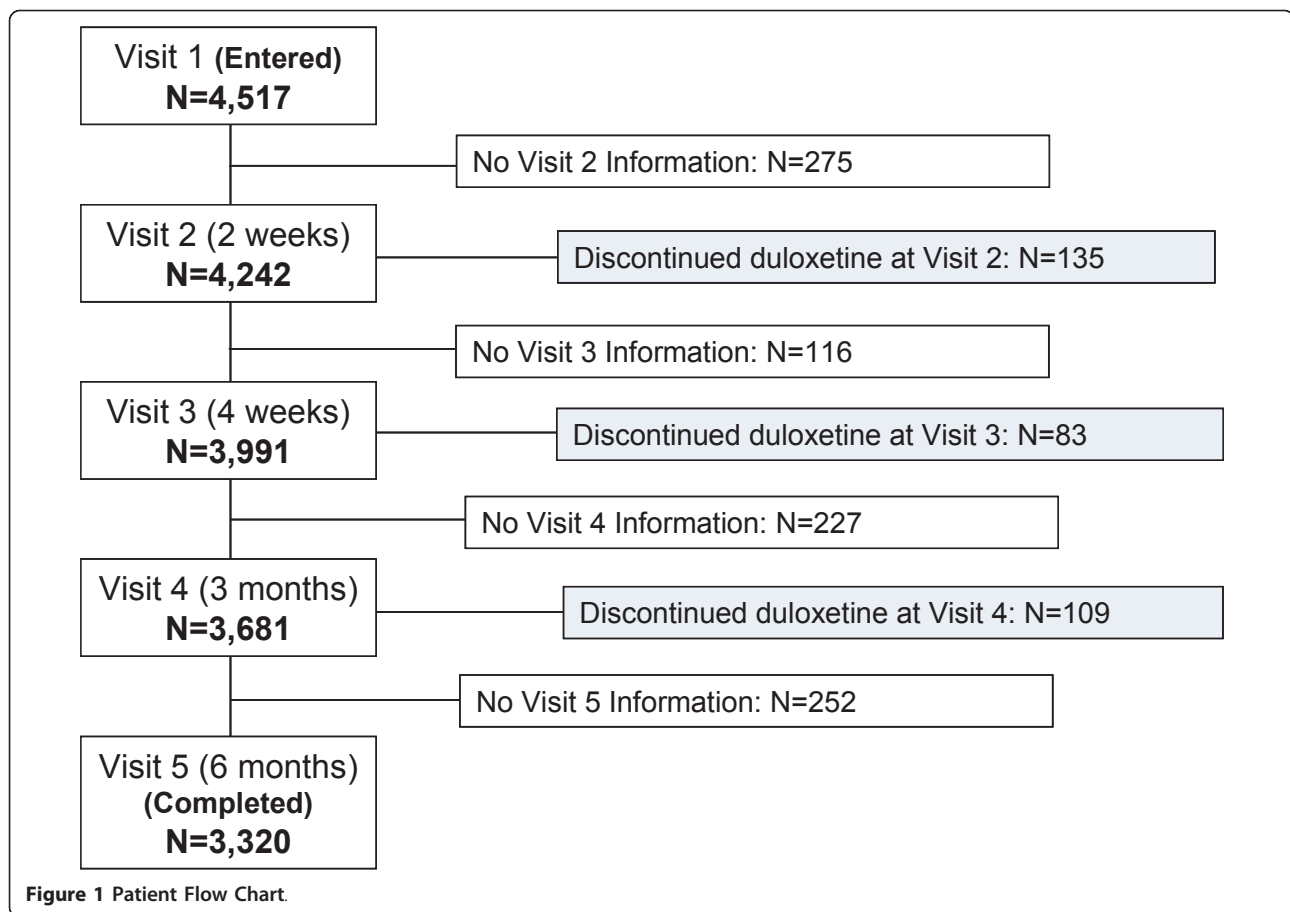 Visit 1 (Entered)
N=4,517
No Visit 2 Information: N=275
Visit 2 (2 weeks)
N=4,242
Discontinued duloxetine at Visit 2: N=135
No Visit 3 Information: N=116
Visit 3 (4 weeks)
N=3,991
Discontinued duloxetine at Visit 3: N=83
No Visit 4 Information: N=227
Visit 4 (3 months)
N=3,681
Discontinued duloxetine at Visit 4: N=109
No Visit 5 Information: N=252
Visit 5 (6 months)
(Completed)
N=3,320
Figure 1 Patient Flow Chart.